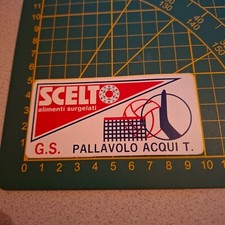 SCELTO
alimenti surgelati
G.S. PALLAVOLO ACQUI T.